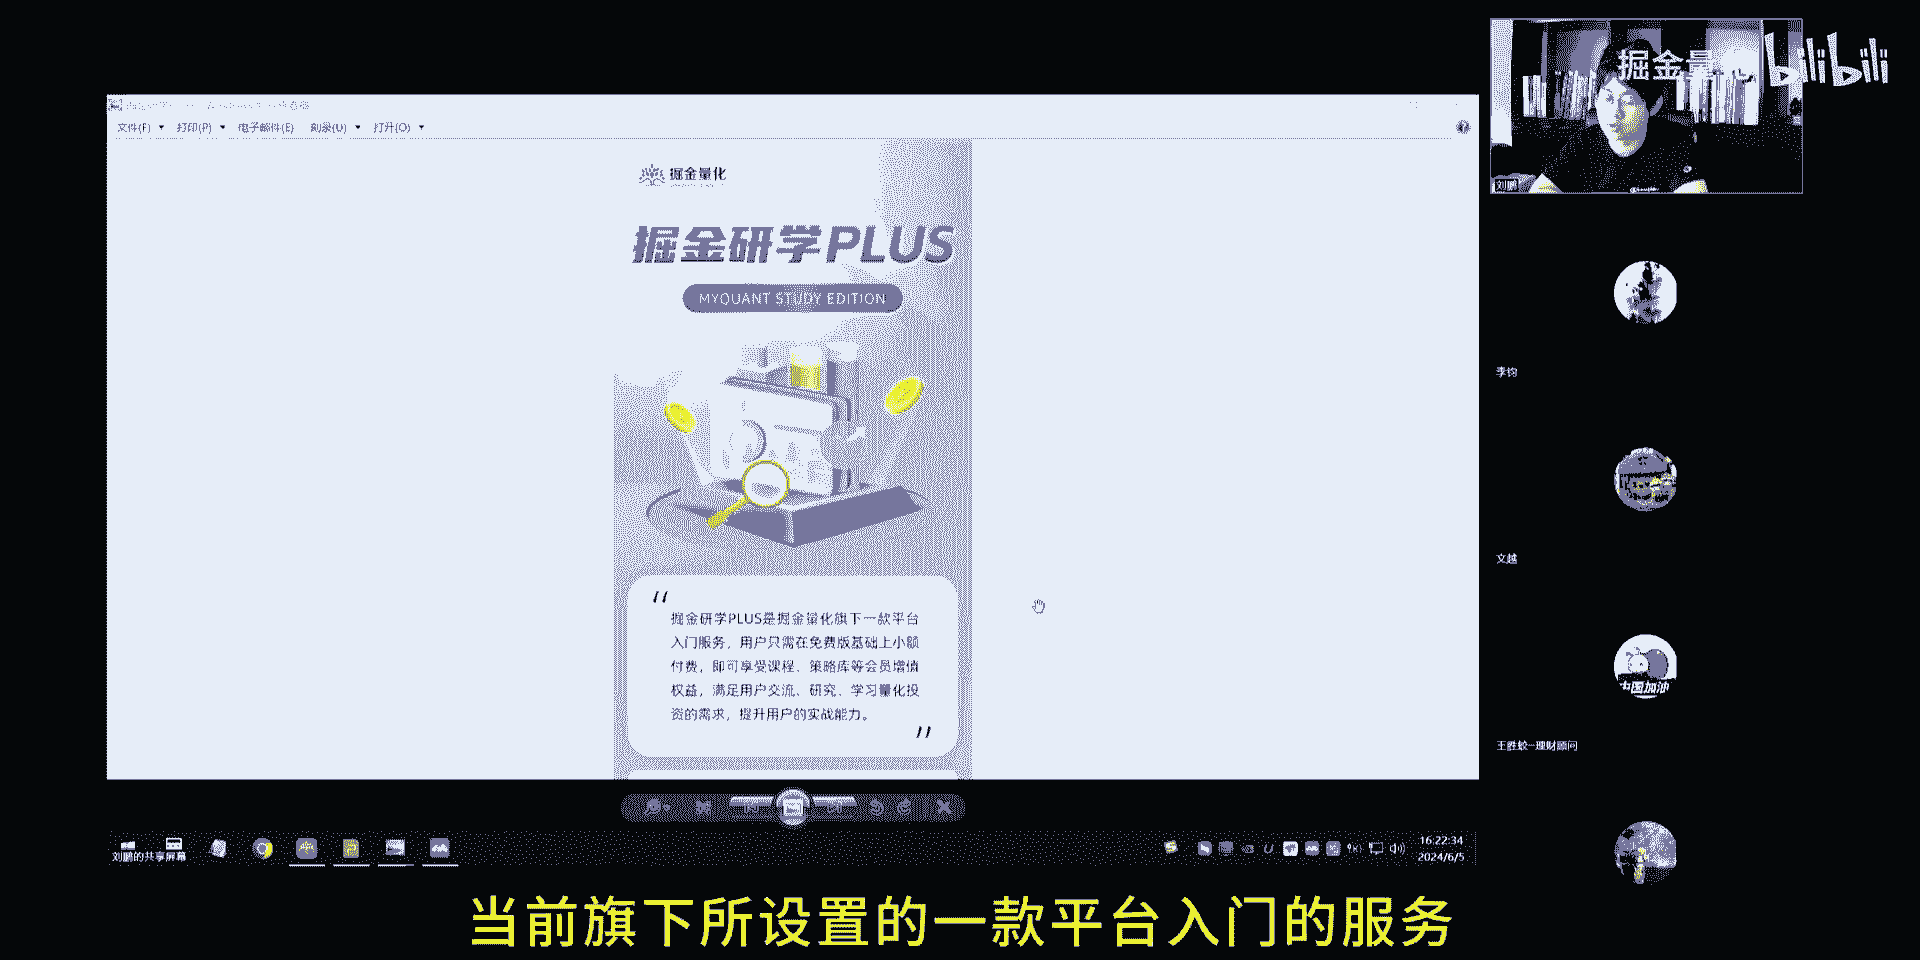 掘金量
bilibili
文件(F)
打印(P)
电子邮件(E)
刻录(U)
打开(O)
掘金量化
掘金研学PLUS
MYQUANT STUDY EDITION
掘金研学PLUS是掘金量化旗下一款平台
入门服务，用户只需在免费版基础上小额
付费，即可享受课程、策略库等会员增值
权益，满足用户交流、研究、学习量化投
资的需求，提升用户的实战能力。
刘鹏
李钧
文越
中国加油
刘鹏的共享屏幕
16:22:34
2024/6/5
当前旗下所设置的一款平台入门的服务